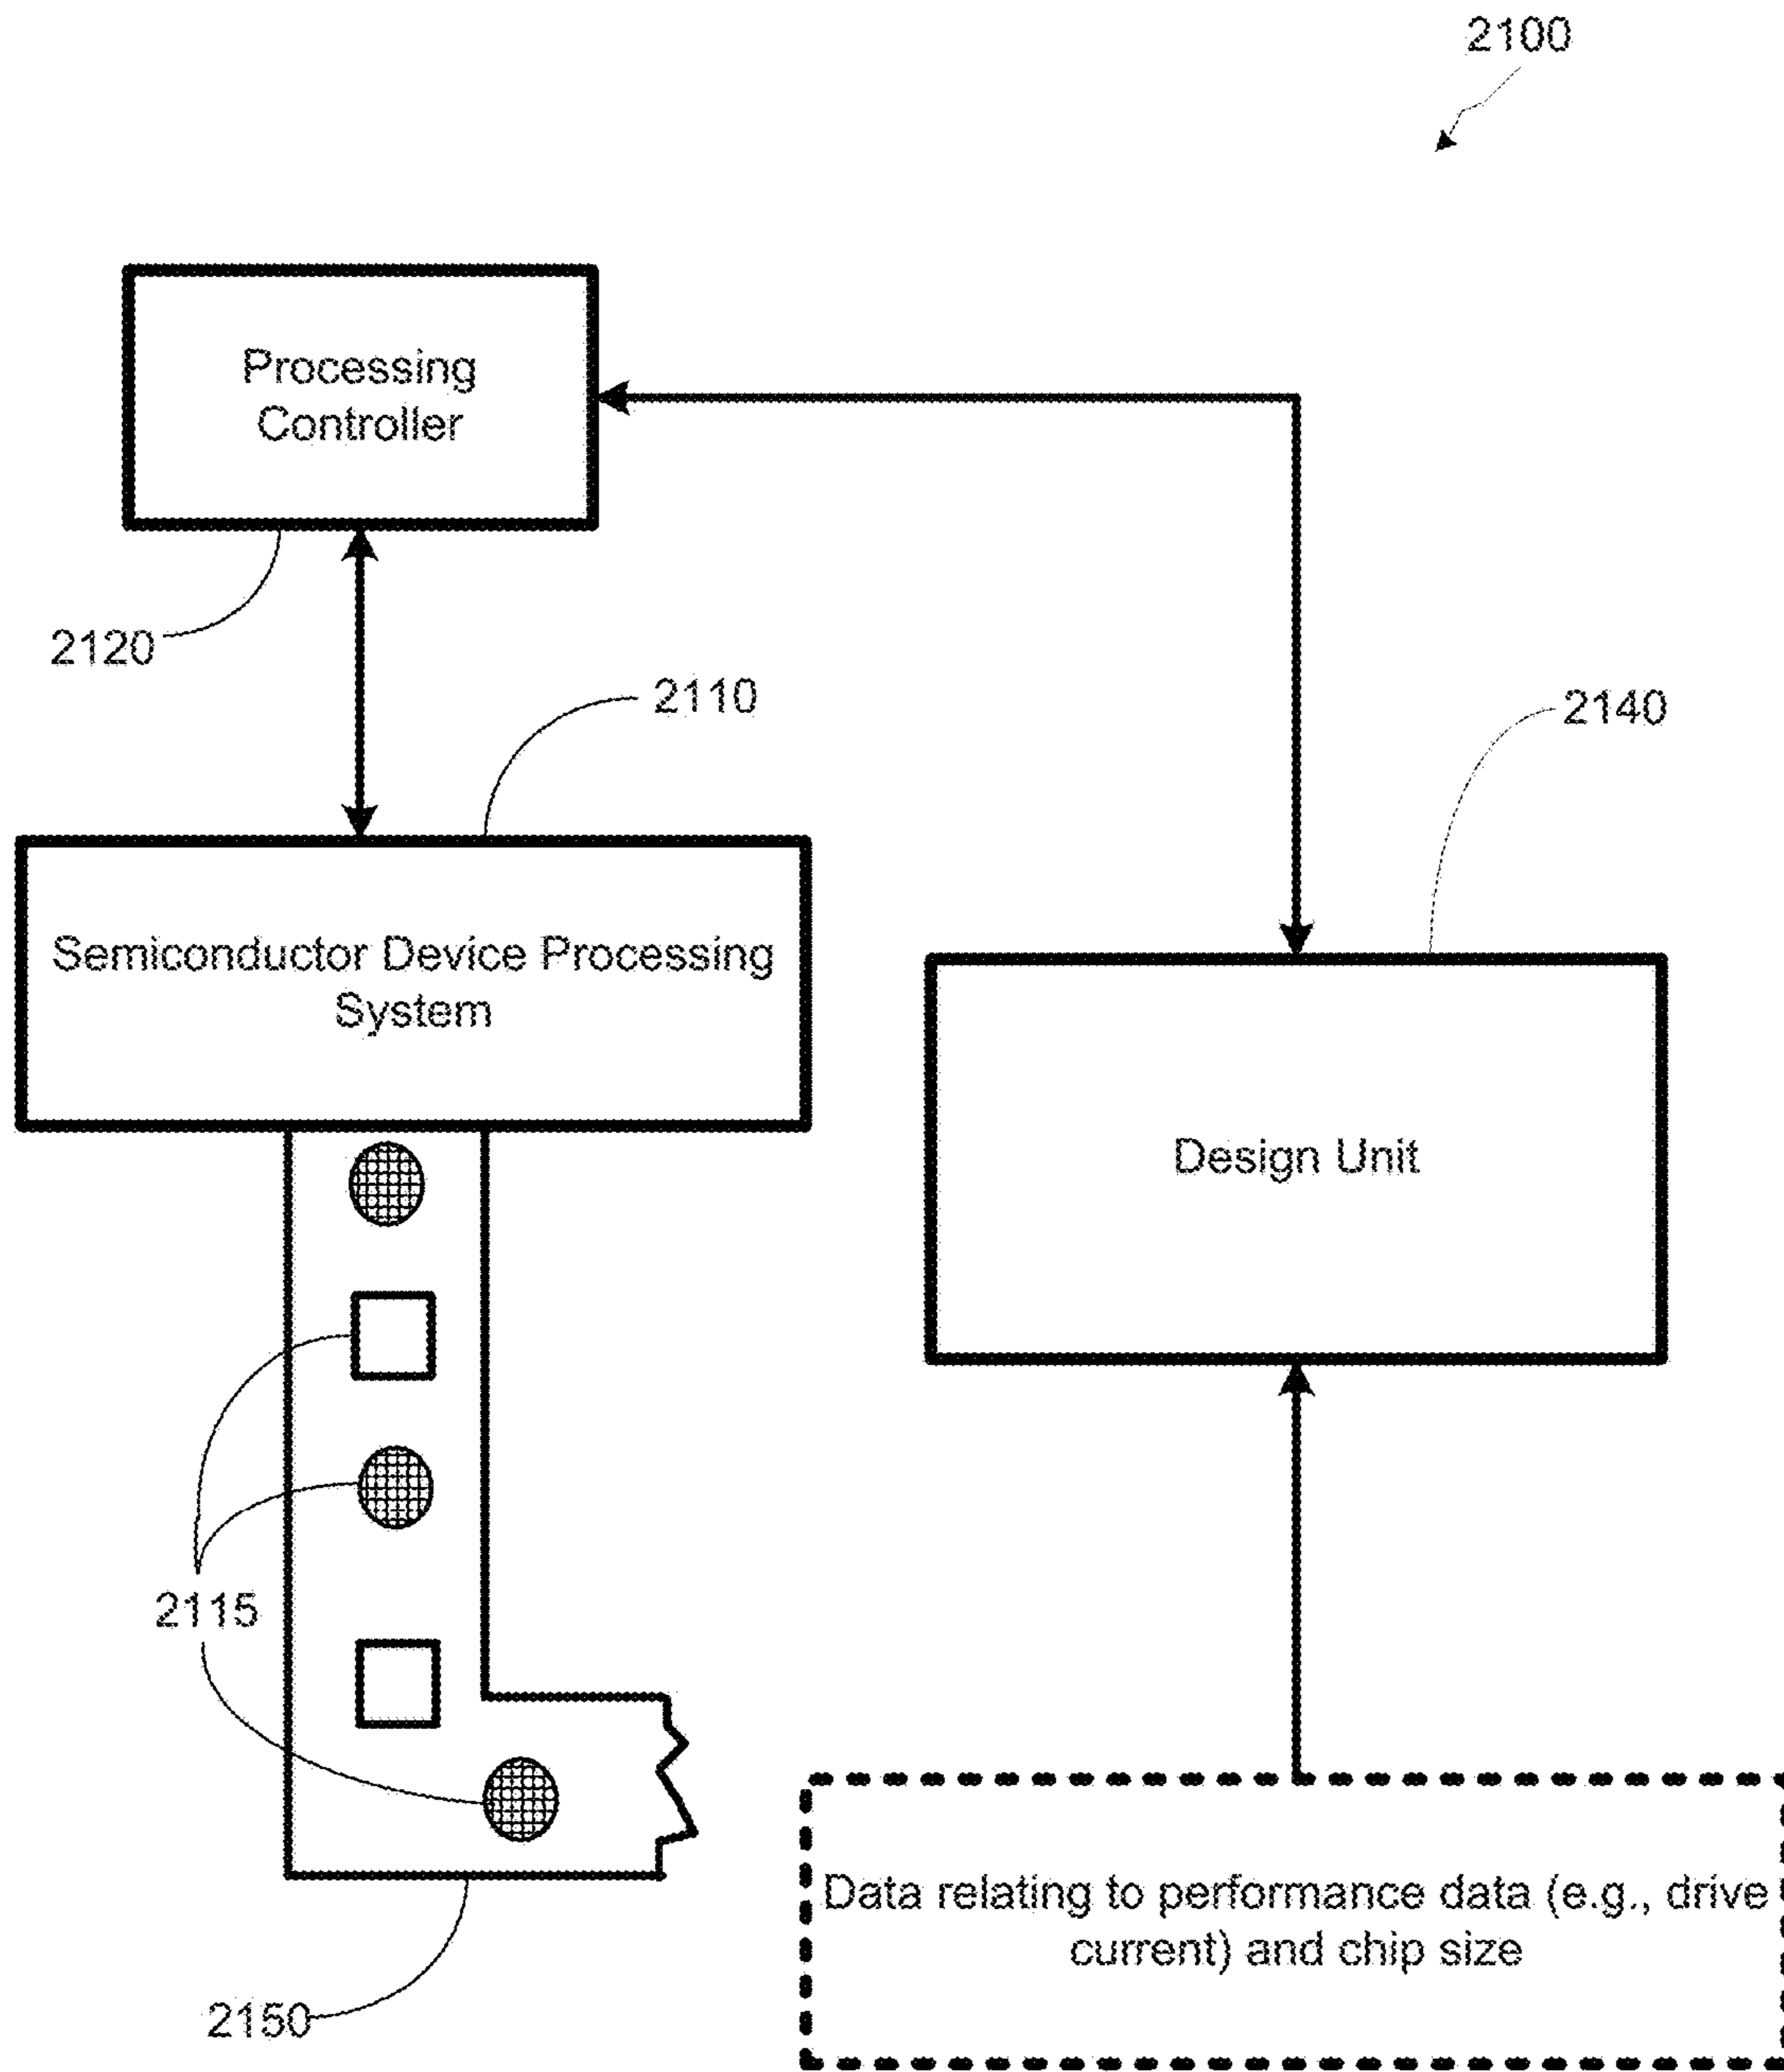 2100
Processing
Controller
2120
2110
2140
Semiconductor Device Processing
System
Design Unit
2115
Data relating to performance data (e.g., drive
current) and chip size
2150